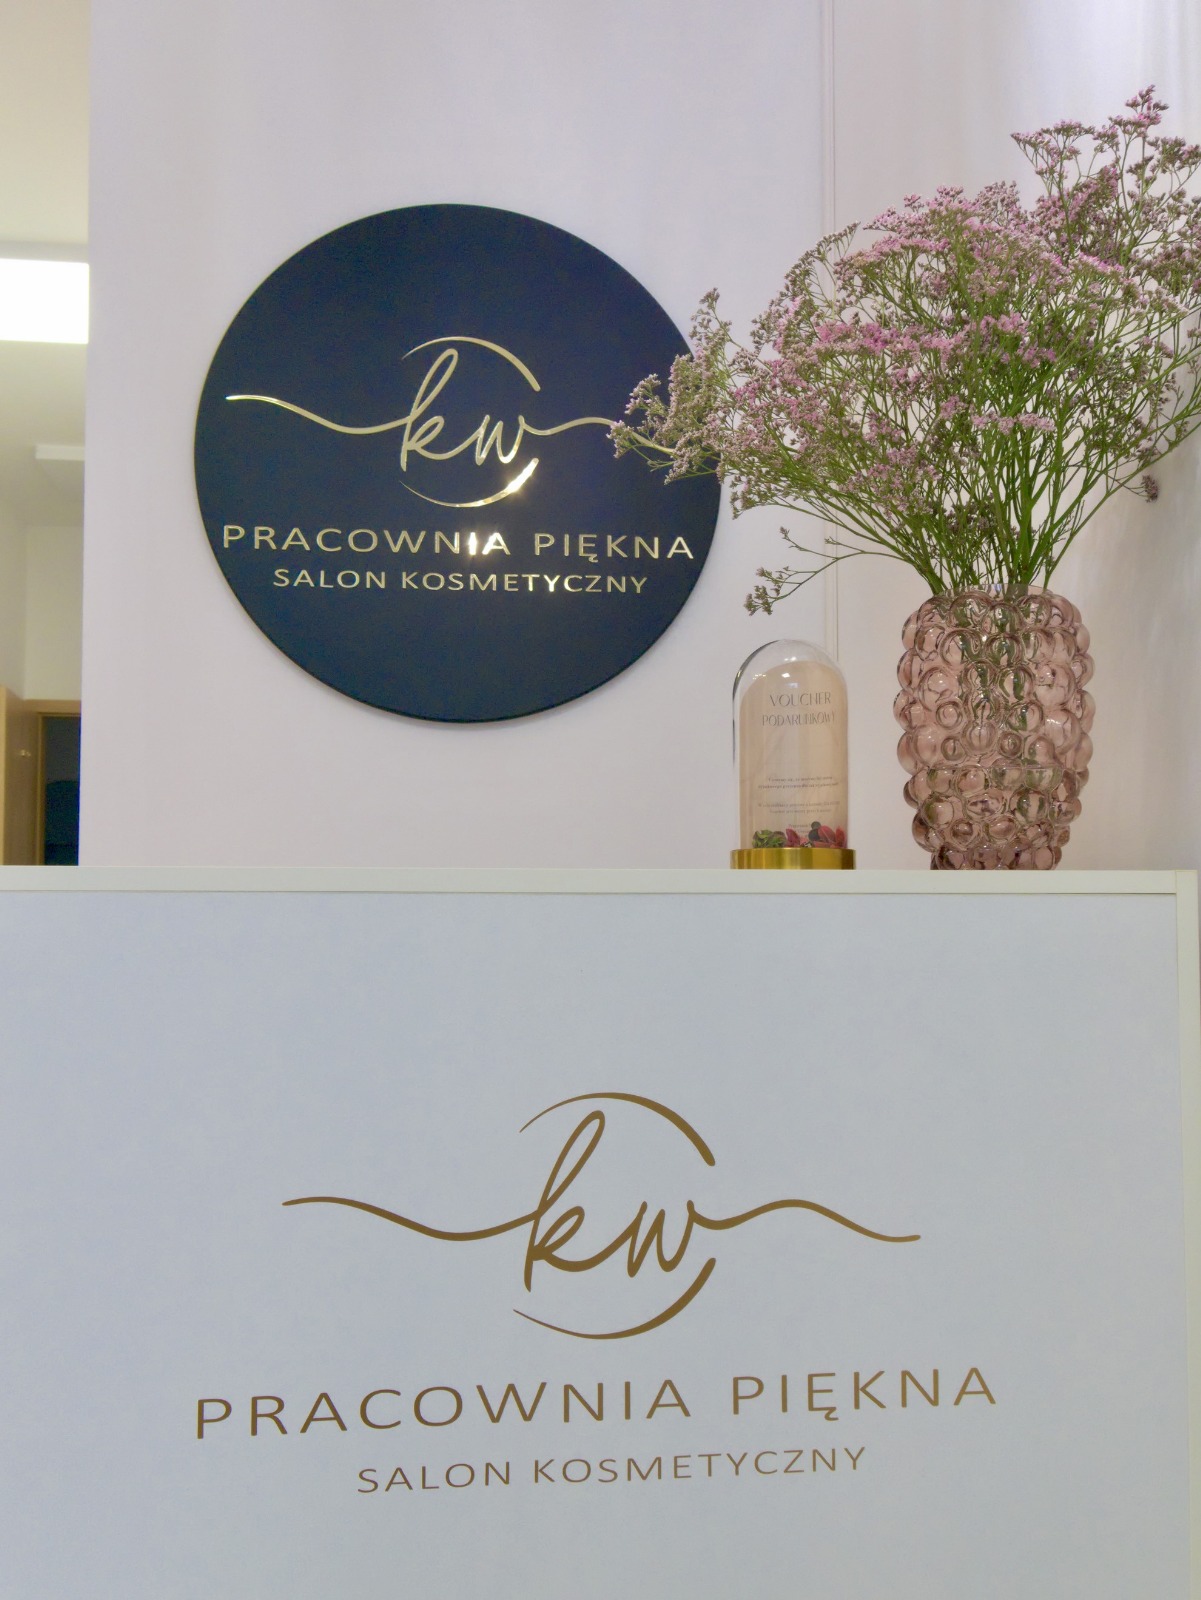 kw
PRACOWNIA PIĘKNA
SALON KOSMETYCZNY
VOUCHER
PODARUNKOWY
kw
PRACOWNIA PIĘKNA
SALON KOSMETYCZNY